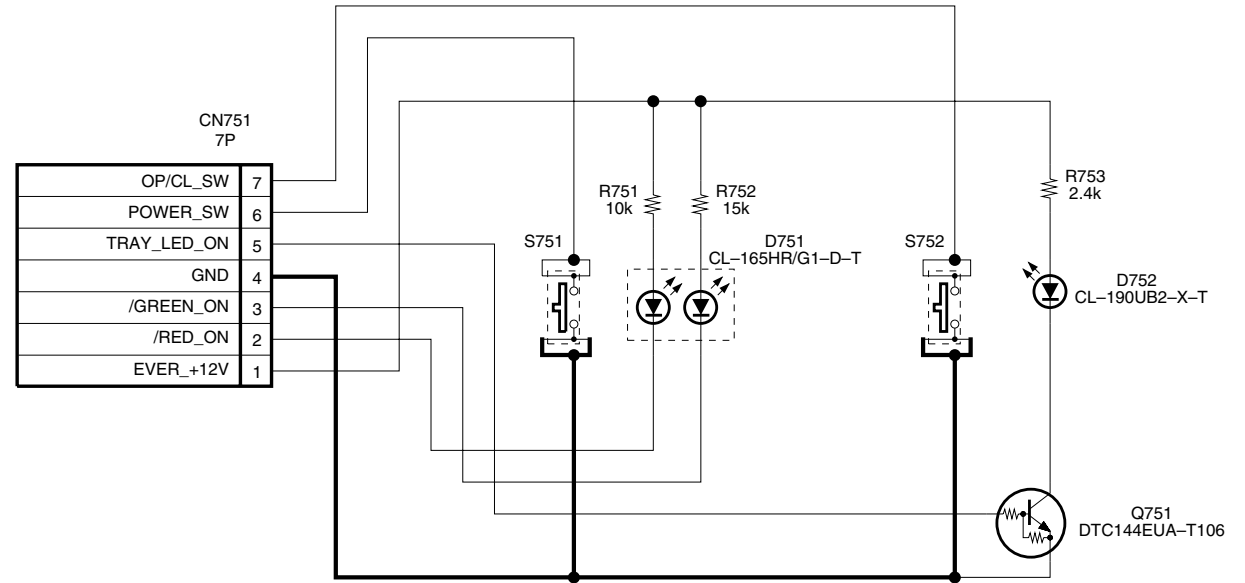 CN751
7P
OP/CL_SW 7
POWER_SW 6
TRAY_LED_ON 5
GND 4
/GREEN_ON 3
/RED_ON 2
EVER_+12V 1
S751
R751
10k
R752
15k
D751
CL–165HR/G1–D–T
S752
R753
2.4k
D752
CL–190UB2–X–T
Q751
DTC144EUA–T106